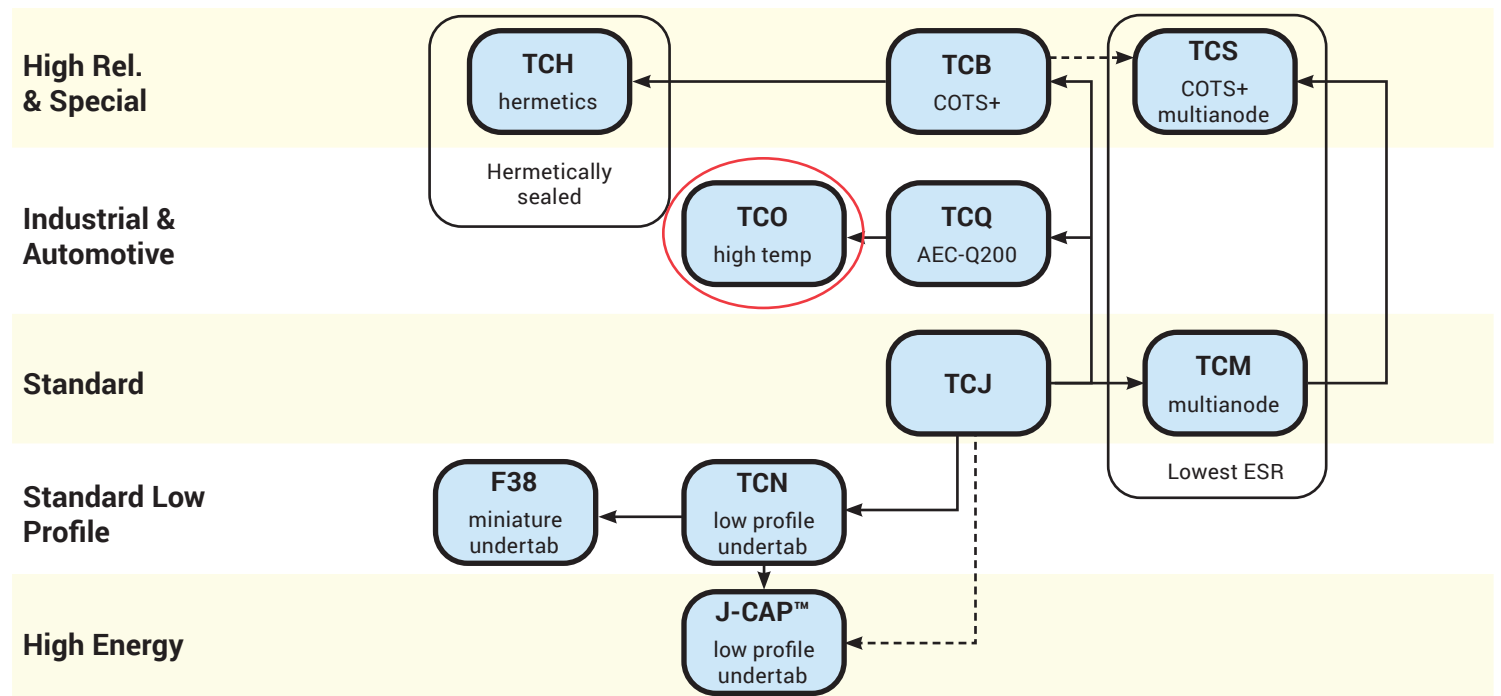 High Rel.
& Special
TCH
hermetics
Hermetically
sealed
TCB
COTS+
TCS
COTS+
multianode
Industrial &
Automotive
TCO
high temp
TCQ
AEC-Q200
Standard
TCJ
TCM
multianode
Lowest ESR
Standard Low
Profile
F38
miniature
undertab
TCN
low profile
undertab
High Energy
J-CAP™
low profile
undertab